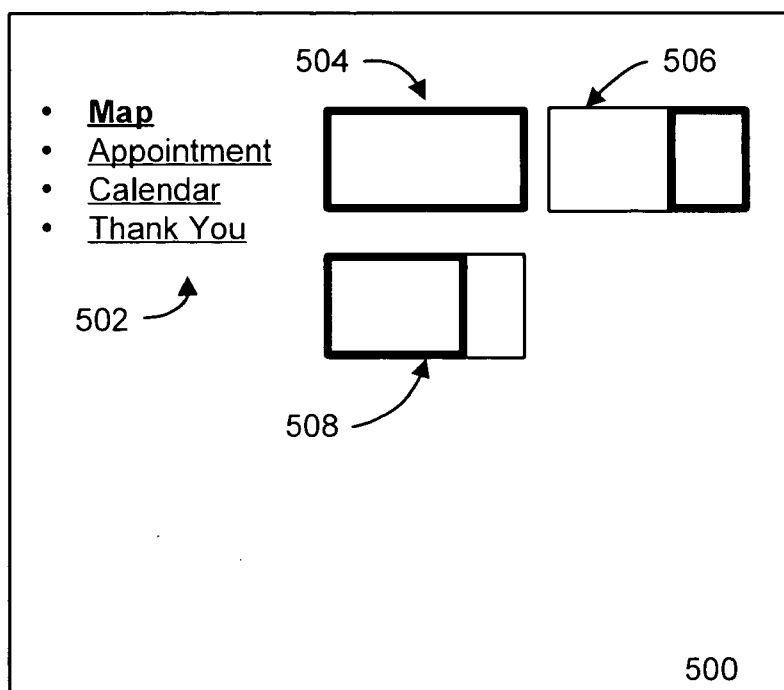 504
506
• Map
• Appointment
• Calendar
• Thank You
502
508
500